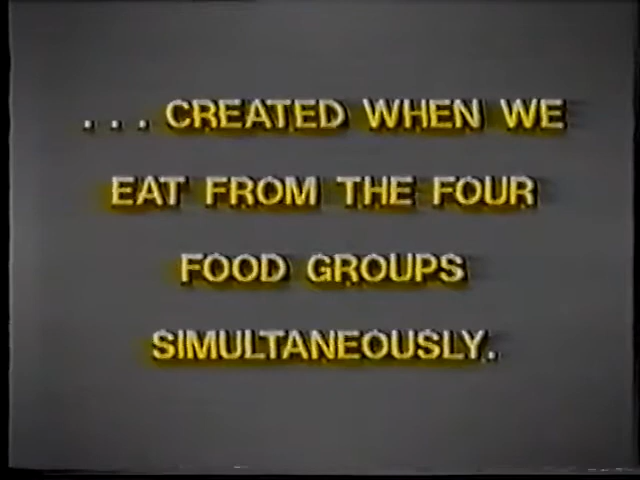 . . . CREATED WHEN WE
EAT FROM THE FOUR
FOOD GROUPS
SIMULTANEOUSLY.